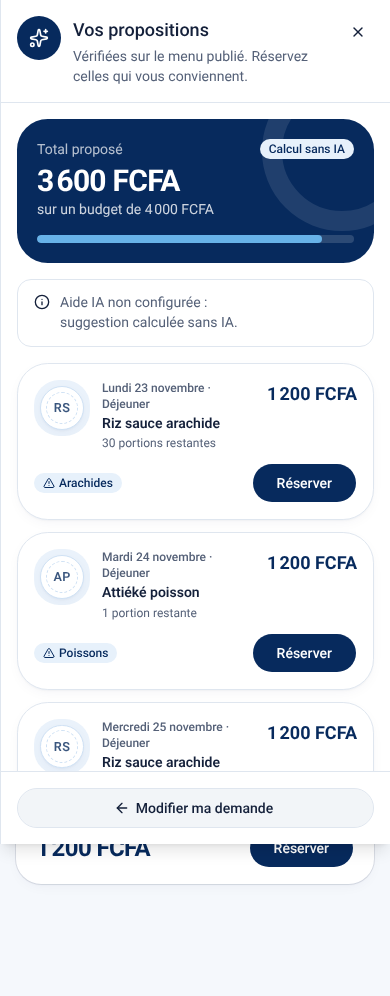 Vos propositions
Vérifiées sur le menu publié. Réservez
celles qui vous conviennent.
Total proposé
Calcul sans IA
3 600 FCFA
sur un budget de 4 000 FCFA
Aide IA non configurée :
suggestion calculée sans IA.
RS
Lundi 23 novembre ·
Déjeuner
1 200 FCFA
Riz sauce arachide
30 portions restantes
Arachides
Réserver
AP
Mardi 24 novembre ·
Déjeuner
1 200 FCFA
Attiéké poisson
1 portion restante
Poissons
Réserver
RS
Mercredi 25 novembre ·
Déjeuner
1 200 FCFA
Riz sauce arachide
Modifier ma demande
1 200 FCFA
Réserver